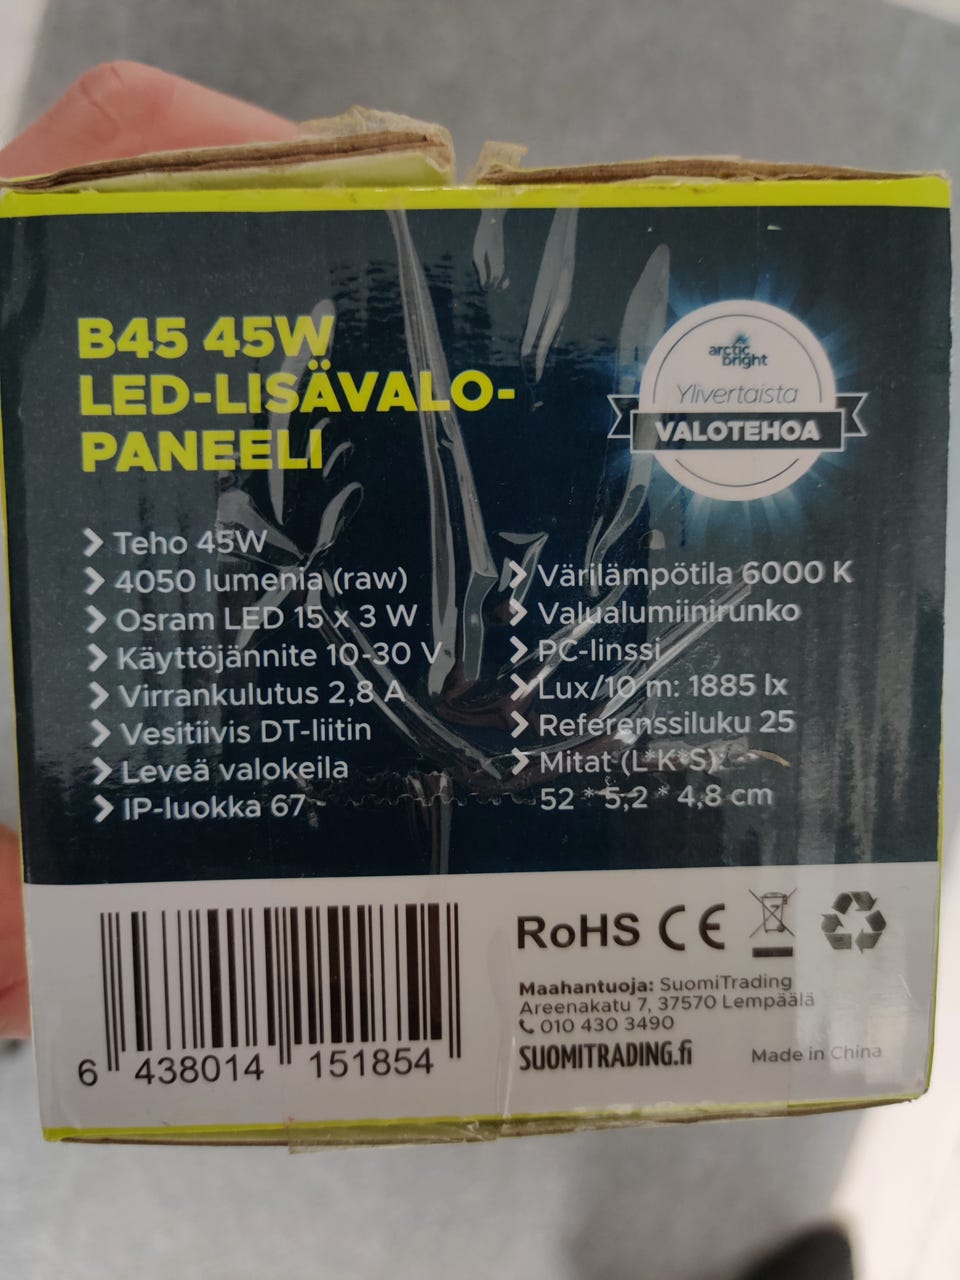 B45 45W
LED-LISÄVALO-
PANEELI
arctic
bright
Ylivertaista
VALOTEHOA
Teho 45W
4050 lumenia (raw)
Osram LED 15 x 3 W
Käyttöjännite 10-30 V
Virrankulutus 2,8 A
Vesitiivis DT-liitin
Leveä valokeila
IP-luokka 67
Värilämpötila 6000 K
Valualumiinirunko
PC-linssi
Lux/10 m: 1885 lx
Referenssiluku 25
Mitat (L*K*S):
52 * 5,2 * 4,8 cm
6 438014 151854
RoHS CE
Maahantuoja: SuomiTrading
Areenakatu 7, 37570 Lempäälä
010 430 3490
SUOMITRADING.fi
Made in China